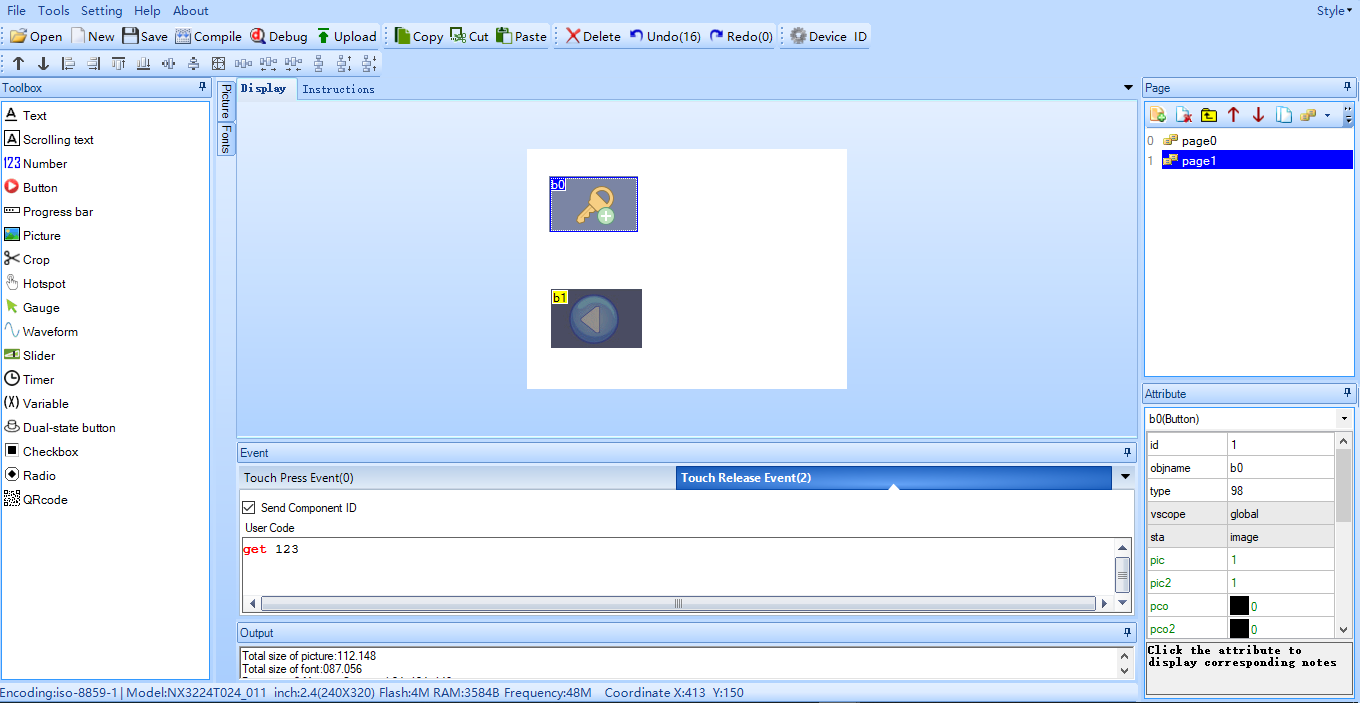 File Tools Setting Help About Style
Open New Save Compile Debug Upload Copy Cut Paste Delete Undo(16) Redo(0) Device ID
Toolbox
A Text
A Scrolling text
123 Number
Button
Progress bar
Picture
Crop
Hotspot
Gauge
Waveform
Slider
Timer
(X) Variable
Dual-state button
Checkbox
Radio
QRcode
Picture
Fonts
Display Instructions
b0
b1
Event
Touch Press Event(0) Touch Release Event(2)
Send Component ID
User Code
get 123
Output
Total size of picture:112.148
Total size of font:087.056
Page
0 page0
1 page1
Attribute
b0(Button)
id 1
objname b0
type 98
vscope global
sta image
pic 1
pic2 1
pco 0
pco2 0
Click the attribute to
display corresponding notes
Encoding:iso-8859-1 | Model:NX3224T024_011 inch:2.4(240X320) Flash:4M RAM:3584B Frequency:48M Coordinate X:413 Y:150